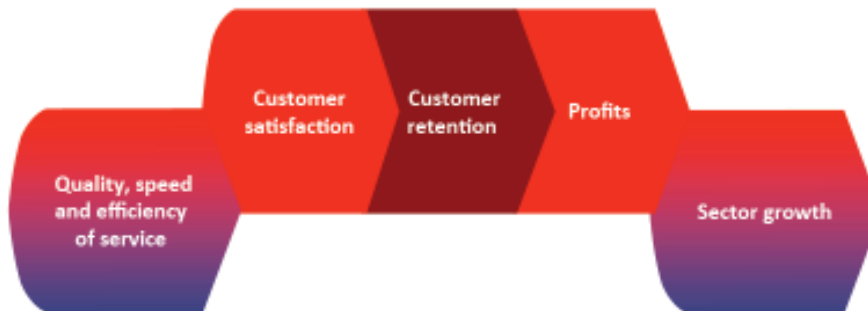 Quality, speed
and efficiency
of service
Customer
satisfaction
Customer
retention
Profits
Sector growth